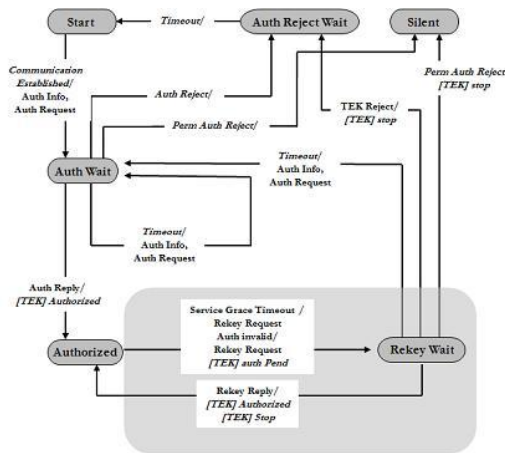 Start
Timeout/
Auth Reject Wait
Silent
Communication
Established/
Auth Info,
Auth Request
Auth Reject/
Perm Auth Reject/
[TEK] stop
TEK Reject/
[TEK] stop
Perm Auth Reject/
Timeout/
Auth Info,
Auth Request
Auth Wait
Timeout/
Auth Info,
Auth Request
Auth Reply/
[TEK] Authorized
Service Grace Timeout /
Rekey Request
Auth invalid/
Rekey Request
[TEK] auth Pend
Authorized
Rekey Wait
Rekey Reply/
[TEK] Authorized
[TEK] Stop